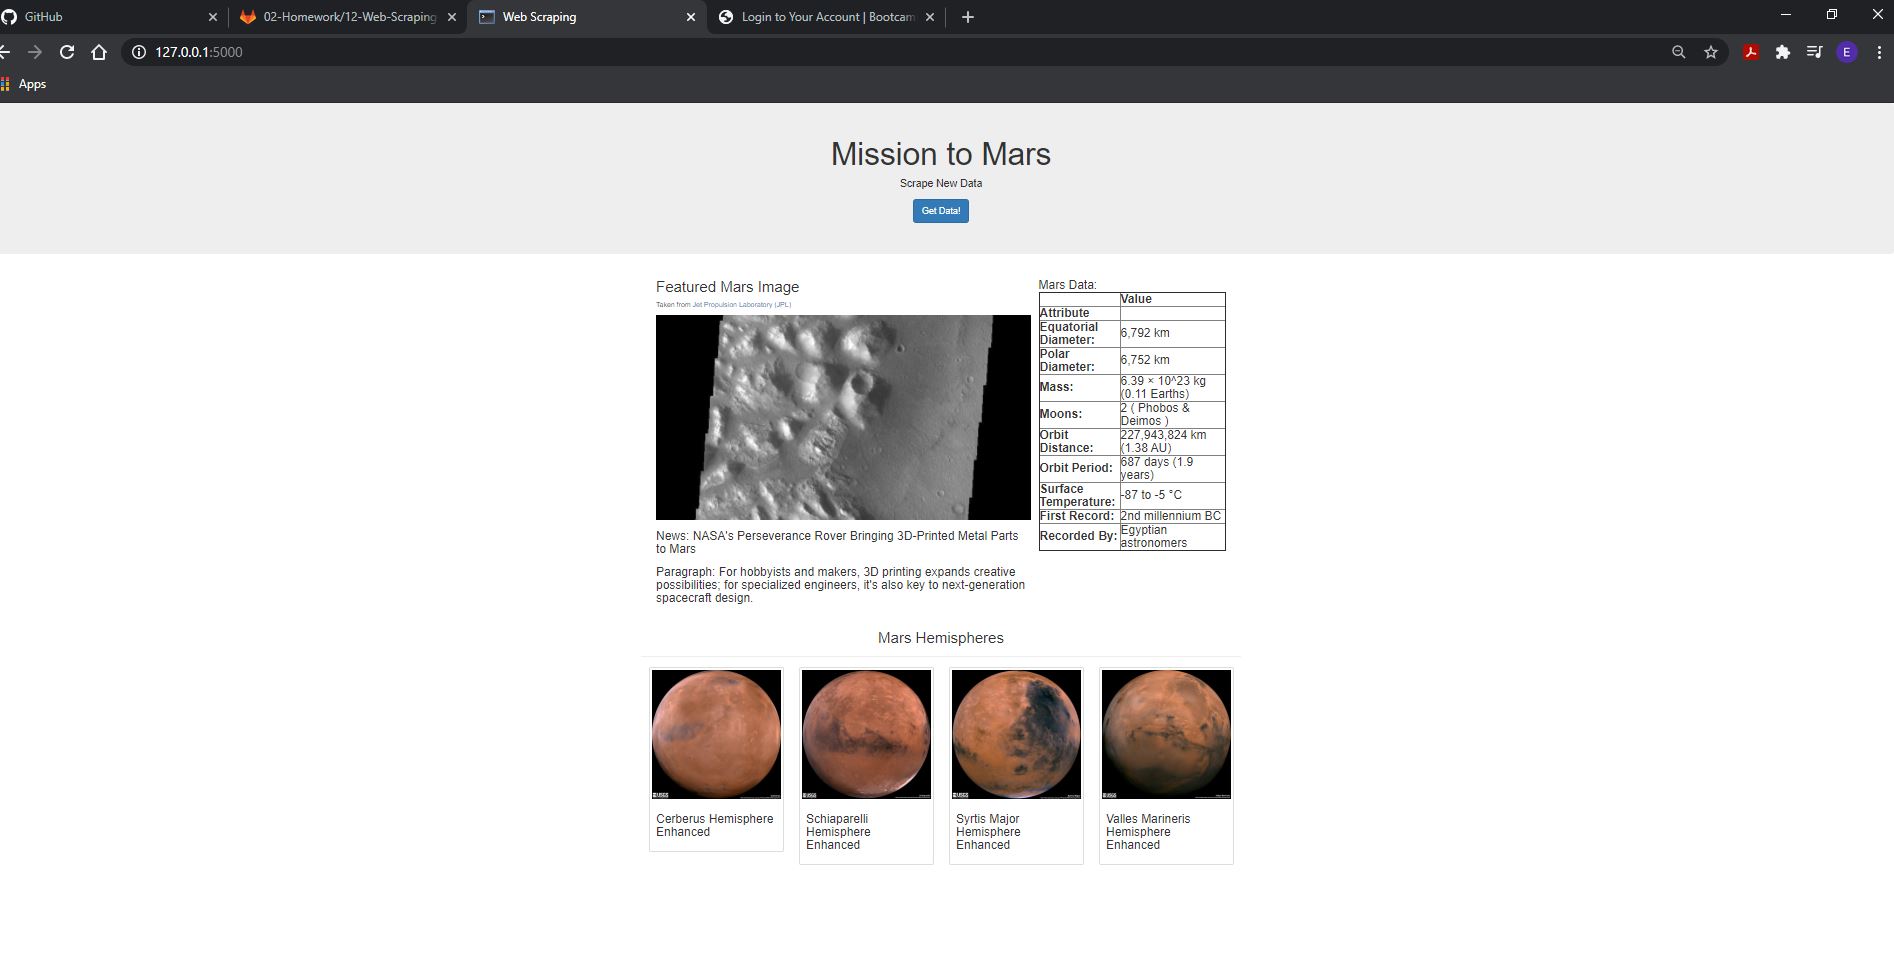 GitHub
02-Homework/12-Web-Scraping
Web Scraping
Login to Your Account | Bootcam
127.0.0.1:5000
E
Apps
Mission to Mars
Scrape New Data
Get Data!
Featured Mars Image
Taken from Jet Propulsion Laboratory (JPL)
News: NASA's Perseverance Rover Bringing 3D-Printed Metal Parts
to Mars
Paragraph: For hobbyists and makers, 3D printing expands creative
possibilities; for specialized engineers, it's also key to next-generation
spacecraft design.
Mars Data:
Value
Attribute
Equatorial
Diameter:
6,792 km
Polar
Diameter:
6,752 km
Mass:
6.39 × 10^23 kg
(0.11 Earths)
Moons:
2 ( Phobos &
Deimos )
Orbit
Distance:
227,943,824 km
(1.38 AU)
Orbit Period:
687 days (1.9
years)
Surface
Temperature:
-87 to -5 °C
First Record:
2nd millennium BC
Recorded By:
Egyptian
astronomers
Mars Hemispheres
USGS
USGS
USGS
USGS
Cerberus Hemisphere
Enhanced
Schiaparelli
Hemisphere
Enhanced
Syrtis Major
Hemisphere
Enhanced
Valles Marineris
Hemisphere
Enhanced